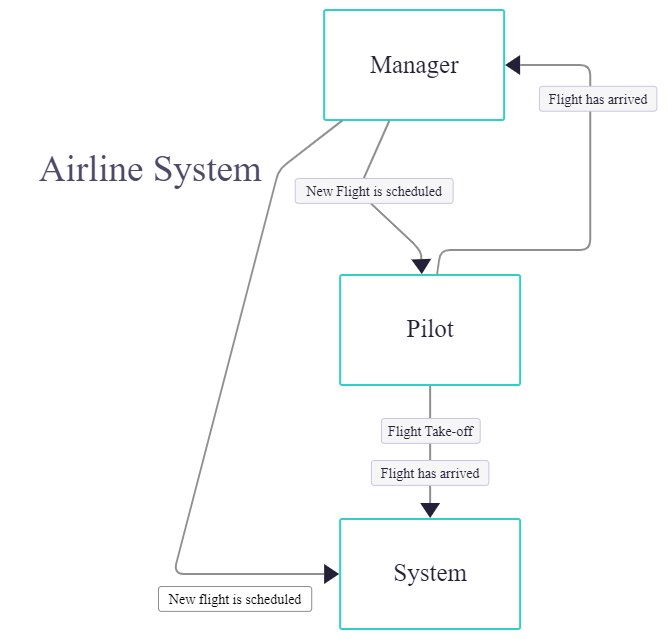 Manager
Flight has arrived
Airline System
New Flight is scheduled
Pilot
Flight Take-off
Flight has arrived
System
New flight is scheduled